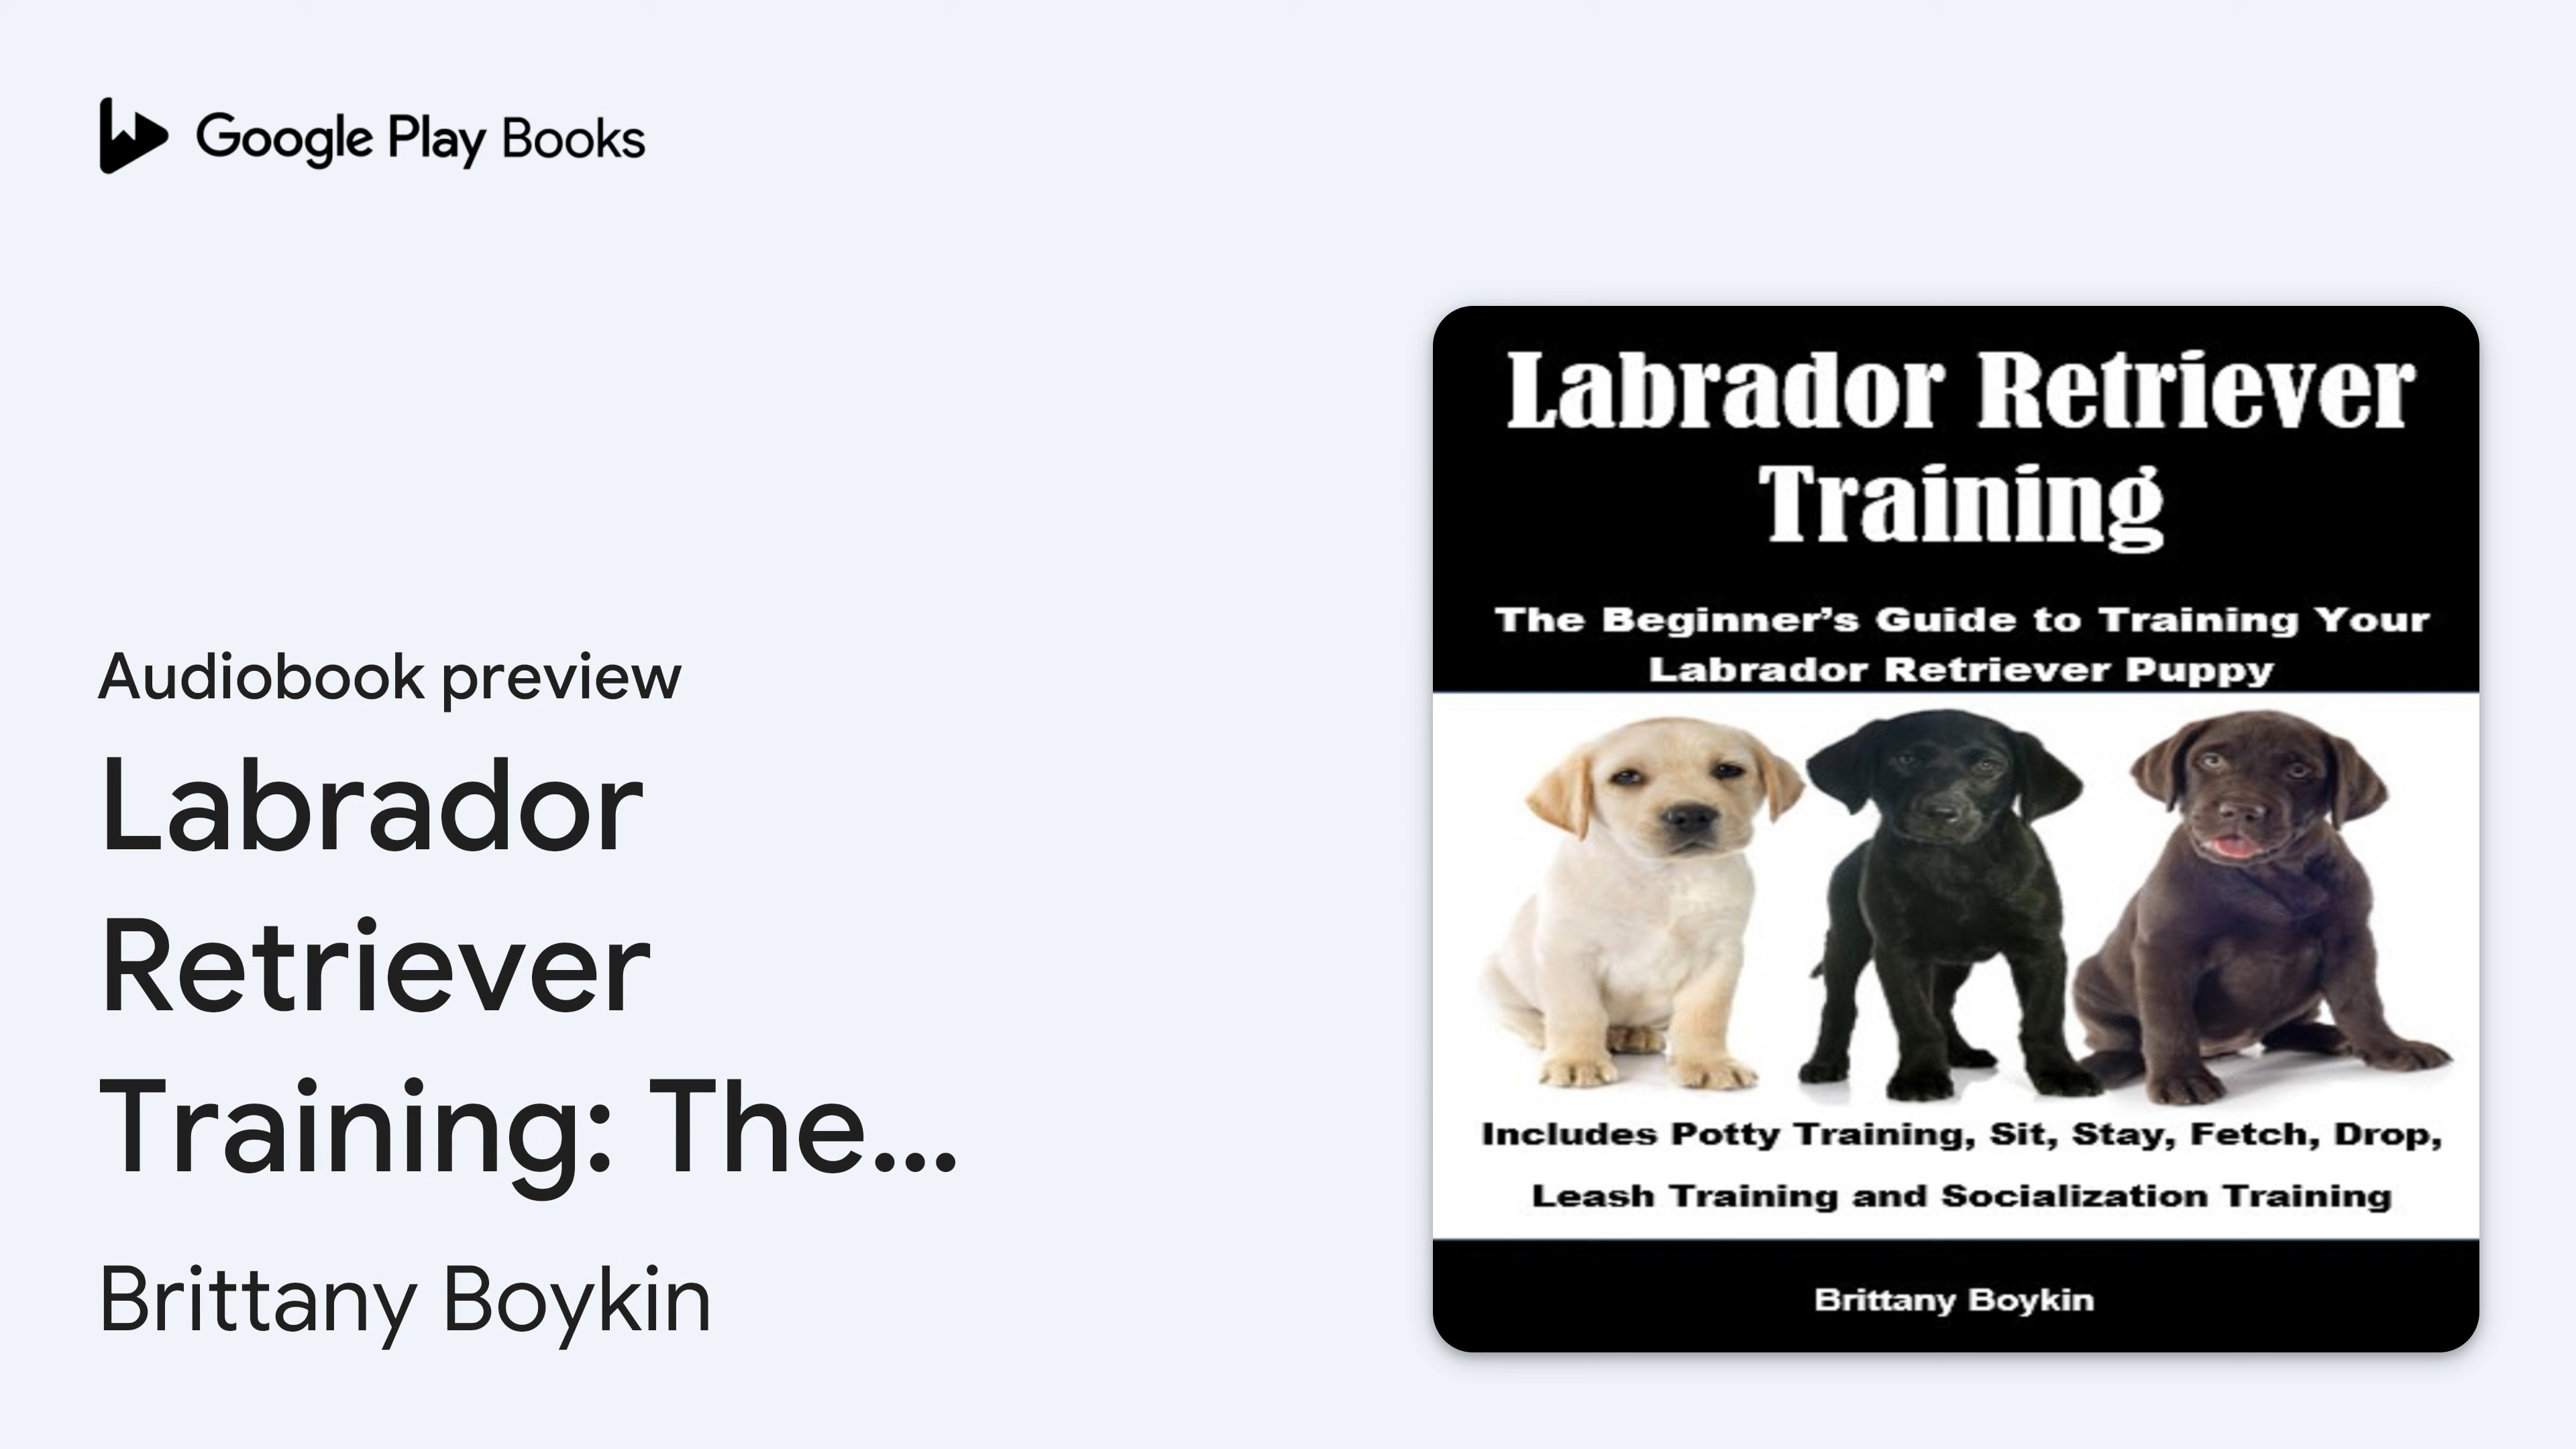 Google Play Books
Audiobook preview
Labrador
Retriever
Training: The...
Brittany Boykin
Labrador Retriever
Training
The Beginner’s Guide to Training Your
Labrador Retriever Puppy
Includes Potty Training, Sit, Stay, Fetch, Drop,
Leash Training and Socialization Training
Brittany Boykin